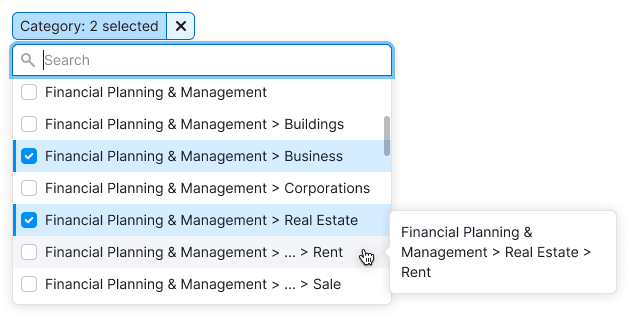 Category: 2 selected
Search
Financial Planning & Management
Financial Planning & Management > Buildings
Financial Planning & Management > Business
Financial Planning & Management > Corporations
Financial Planning & Management > Real Estate
Financial Planning & Management > ... > Rent
Financial Planning & Management > ... > Sale
Financial Planning &
Management > Real Estate >
Rent